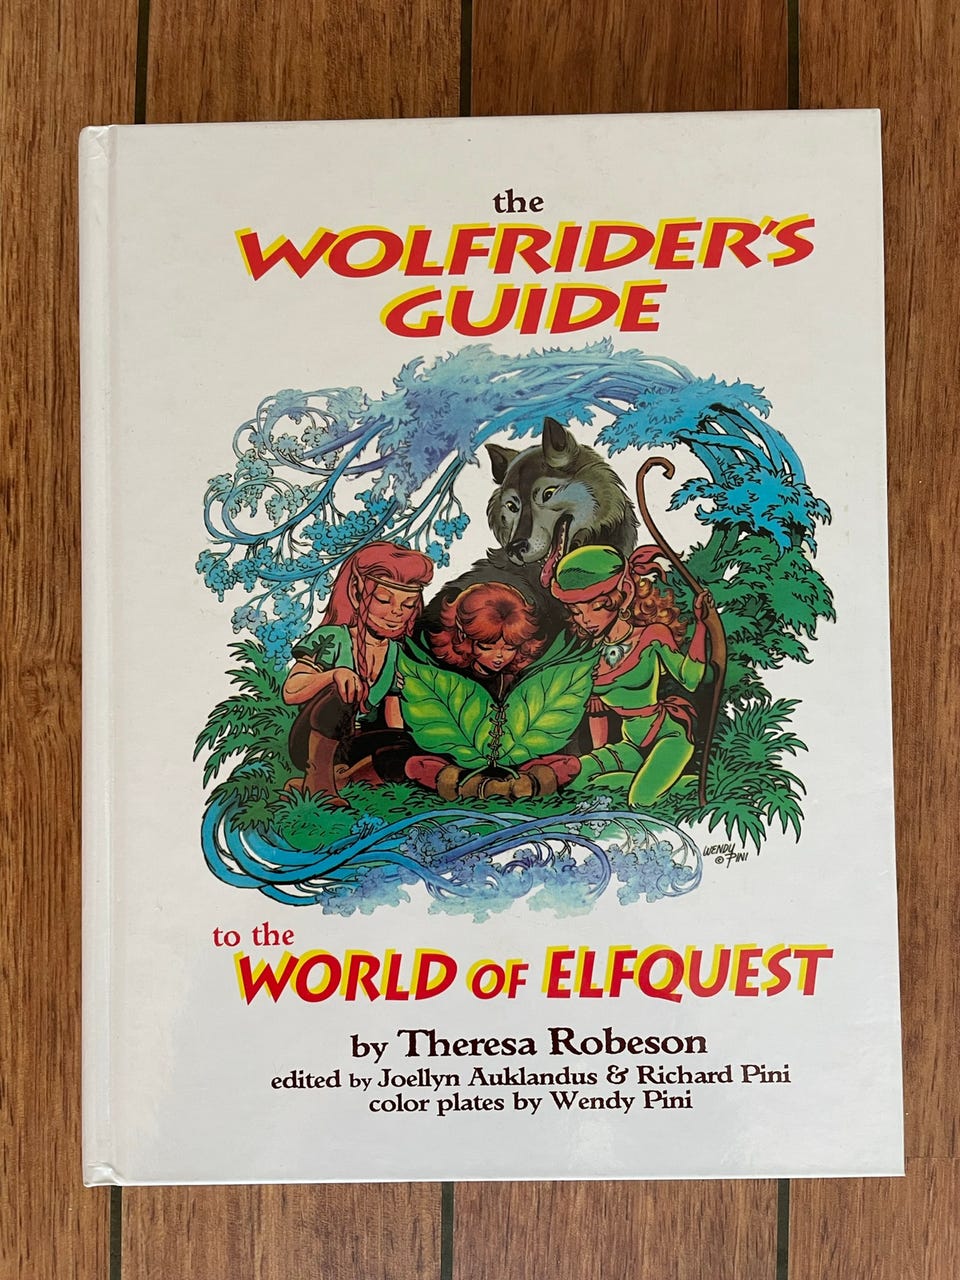 the
WOLFRIDER'S
GUIDE
WENDY
© PINI
to the
WORLD OF ELFQUEST
by Theresa Robeson
edited by Joellyn Auklandus & Richard Pini
color plates by Wendy Pini